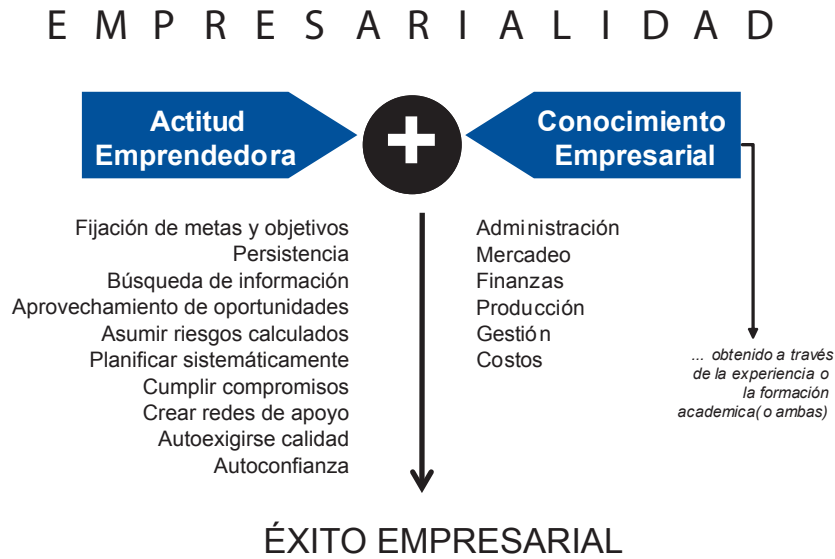 EMPRESARIALIDAD
Actitud
Emprendedora
+
Conocimiento
Empresarial
Fijación de metas y objetivos
Persistencia
Búsqueda de información
Aprovechamiento de oportunidades
Asumir riesgos calculados
Planificar sistemáticamente
Cumplir compromisos
Crear redes de apoyo
Autoexigirse calidad
Autoconfianza
Administración
Mercadeo
Finanzas
Producción
Gestión
Costos
... obtenido a través
de la experiencia o
la formación
academica( o ambas)
ÉXITO EMPRESARIAL